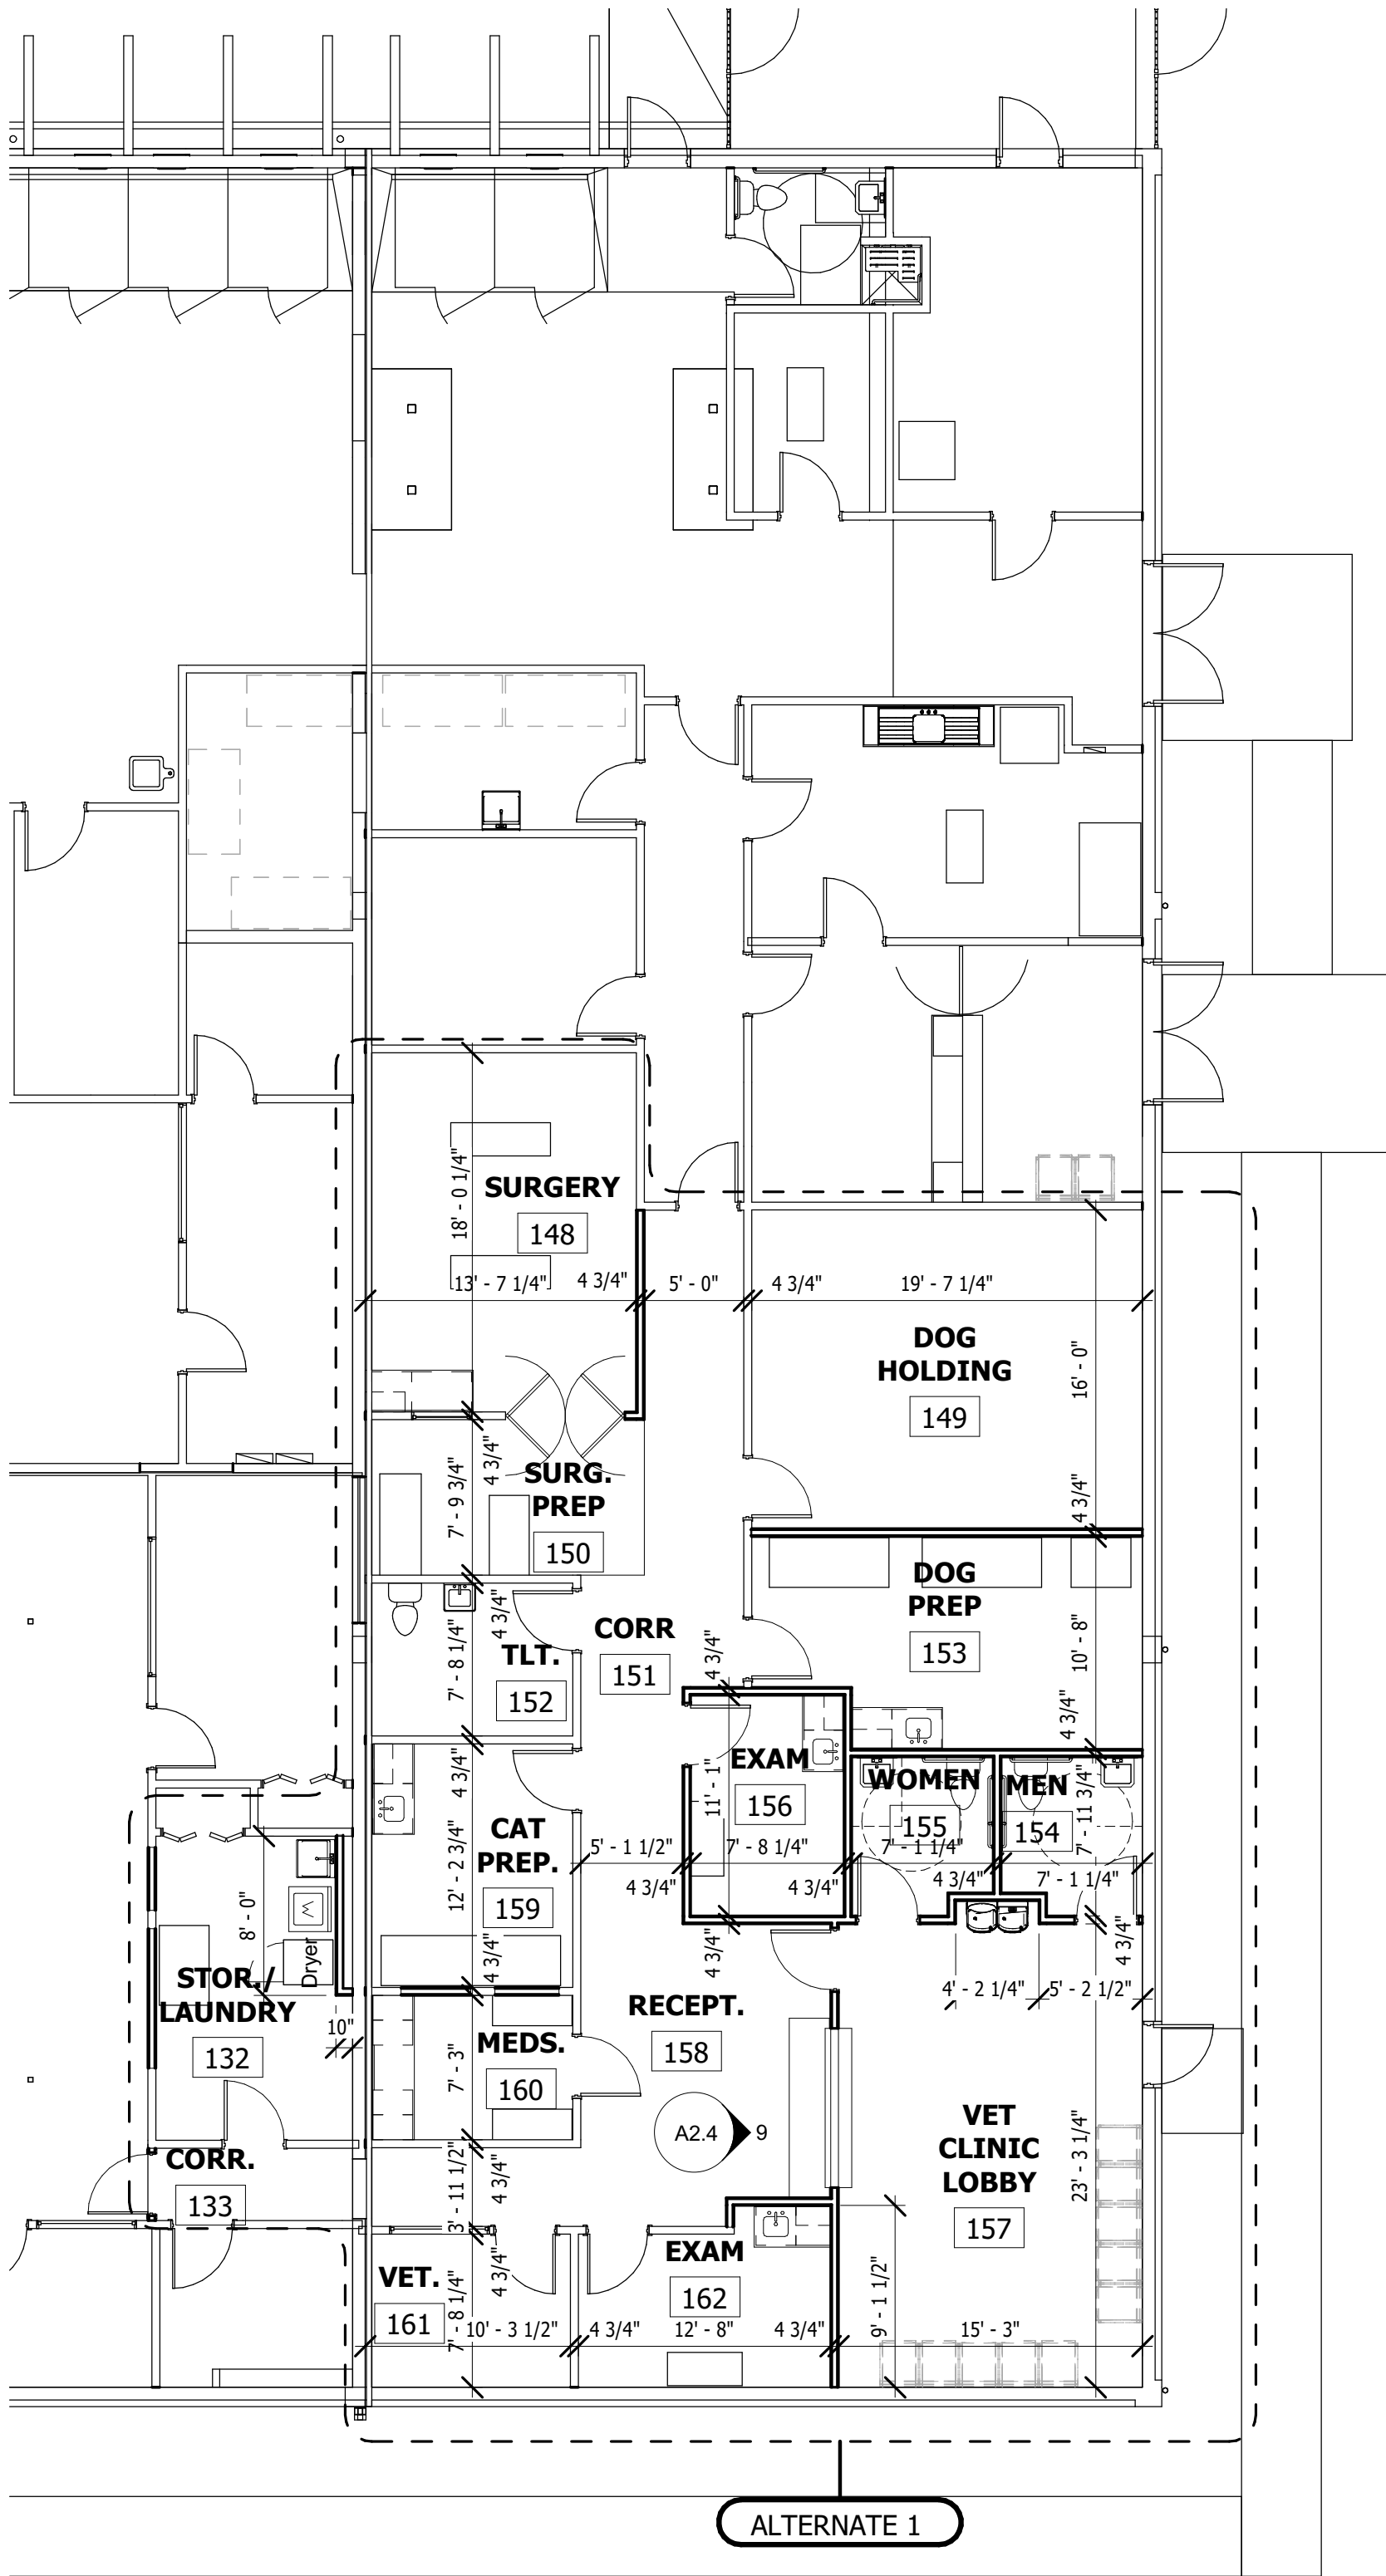 18' - 0 1/4"
SURGERY
148
13' - 7 1/4"
4 3/4"
5' - 0"
4 3/4"
19' - 7 1/4"
DOG
HOLDING
149
16' - 0"
4 3/4"
4 3/4"
7' - 9 3/4"
SURG.
PREP
150
DOG
PREP
153
10' - 8"
4 3/4"
4 3/4"
7' - 8 1/4"
TLT.
152
CORR
151
4 3/4"
EXAM
156
11' - 1"
WOMEN
155
MEN
154
7' - 11 3/4"
4 3/4"
CAT
PREP.
159
12' - 2 3/4"
5' - 1 1/2"
7' - 8 1/4"
7' - 1 1/4"
4 3/4"
4 3/4"
4 3/4"
7' - 1 1/4"
4 3/4"
4 3/4"
4 3/4"
8' - 0"
W
Dryer
STOR./
LAUNDRY
132
10"
4' - 2 1/4"
5' - 2 1/2"
RECEPT.
158
MEDS.
160
7' - 3"
A2.4
9
VET
CLINIC
LOBBY
157
23' - 3 1/4"
CORR.
133
3' - 11 1/2"
4 3/4"
VET.
161
4 3/4"
7' - 8 1/4"
EXAM
162
10' - 3 1/2"
4 3/4"
12' - 8"
4 3/4"
9' - 1 1/2"
15' - 3"
ALTERNATE 1